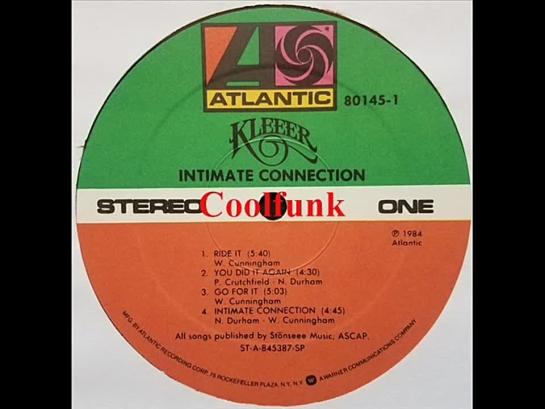 ATLANTIC
80145-1
KLEEER
INTIMATE CONNECTION
STEREO Coolfunk ONE
℗ 1984
Atlantic
1. RIDE IT (5:40)
W. Cunningham
2. YOU DID IT AGAIN (4:30)
P. Crutchfield · N. Durham
3. GO FOR IT (5:03)
W. Cunningham
4. INTIMATE CONNECTION (4:45)
N. Durham · W. Cunningham
All songs published by Stönseee Music, ASCAP.
ST-A-845387-SP
MFG. BY ATLANTIC RECORDING CORP., 75 ROCKEFELLER PLAZA, N.Y., N.Y. A WARNER COMMUNICATIONS COMPANY